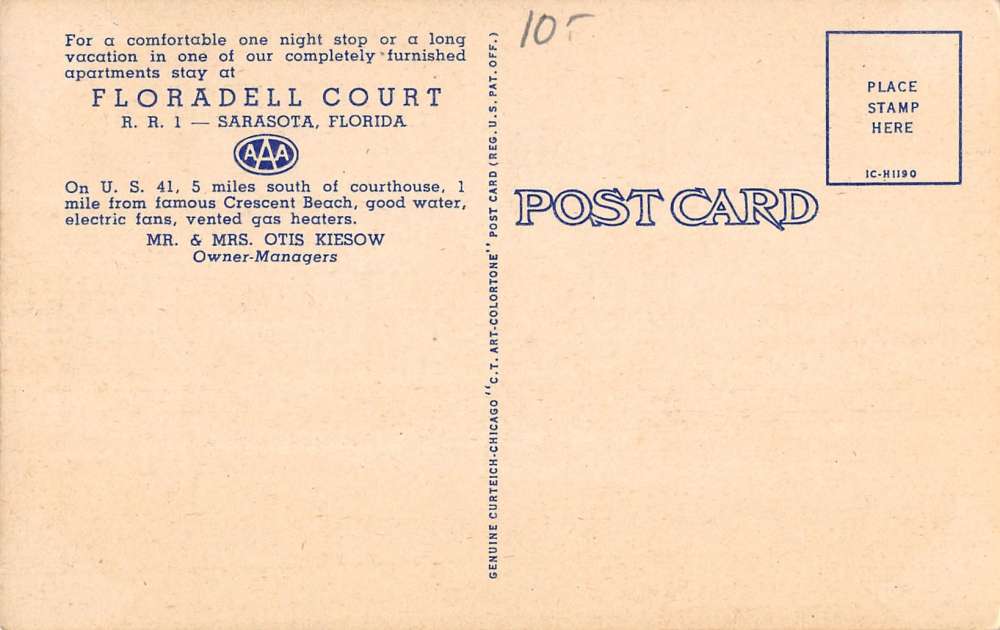 For a comfortable one night stop or a long
vacation in one of our completely furnished
apartments stay at
FLORADELL COURT
R. R. 1 — SARASOTA, FLORIDA
AAA
On U. S. 41, 5 miles south of courthouse, 1
mile from famous Crescent Beach, good water,
electric fans, vented gas heaters.
MR. & MRS. OTIS KIESOW
Owner-Managers
GENUINE CURTEICH-CHICAGO "C.T. ART-COLORTONE" POST CARD (REG. U.S. PAT. OFF.)
10-
POST CARD
PLACE
STAMP
HERE
1C-H1190